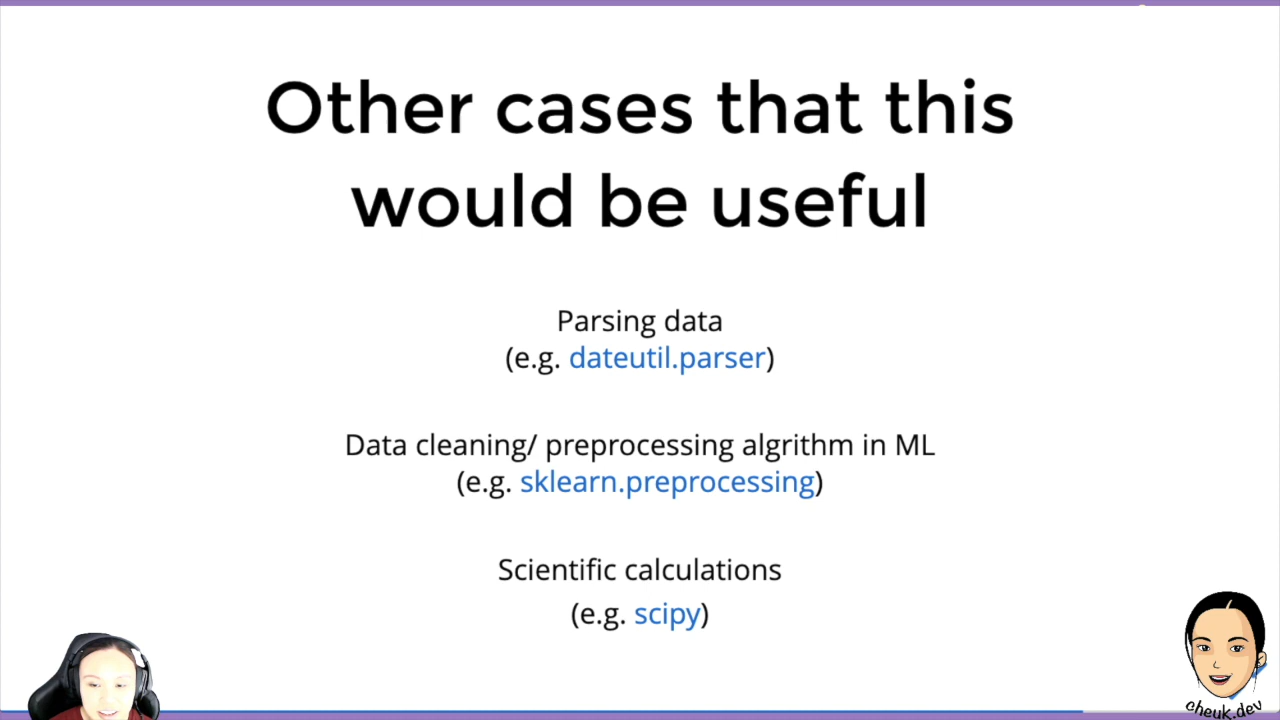 Other cases that this
would be useful
Parsing data
(e.g. dateutil.parser)
Data cleaning/ preprocessing algrithm in ML
(e.g. sklearn.preprocessing)
Scientific calculations
(e.g. scipy)
cheuk.dev